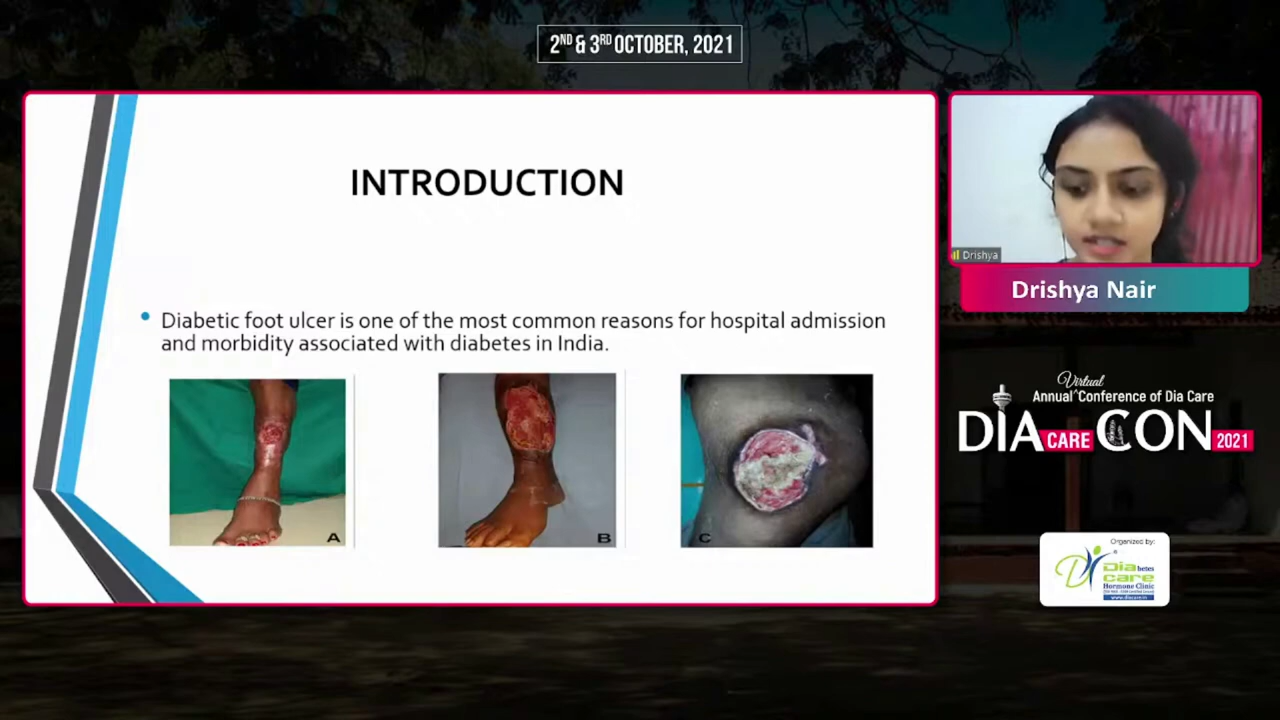 2ND & 3RD OCTOBER, 2021
INTRODUCTION
• Diabetic foot ulcer is one of the most common reasons for hospital admission
and morbidity associated with diabetes in India.
A
B
C
Drishya
Drishya Nair
Virtual
Annual^Conference of Dia Care
DIA CARE CON 2021
Organized by:
Diabetes
care
Hormone Clinic
www.diacare.in